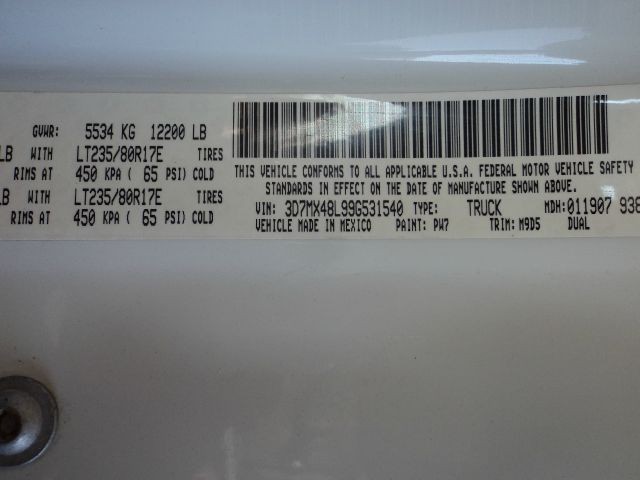 GVWR: 5534 KG 12200 LB
LB WITH LT235/80R17E TIRES
RIMS AT 450 KPA ( 65 PSI) COLD
LB WITH LT235/80R17E TIRES
RIMS AT 450 KPA ( 65 PSI) COLD
THIS VEHICLE CONFORMS TO ALL APPLICABLE U.S.A. FEDERAL MOTOR VEHICLE SAFETY
STANDARDS IN EFFECT ON THE DATE OF MANUFACTURE SHOWN ABOVE.
VIN: 3D7MX48L99G531540 TYPE: TRUCK MDH: 011907 938
VEHICLE MADE IN MEXICO PAINT: PW7 TRIM: M9D5 DUAL